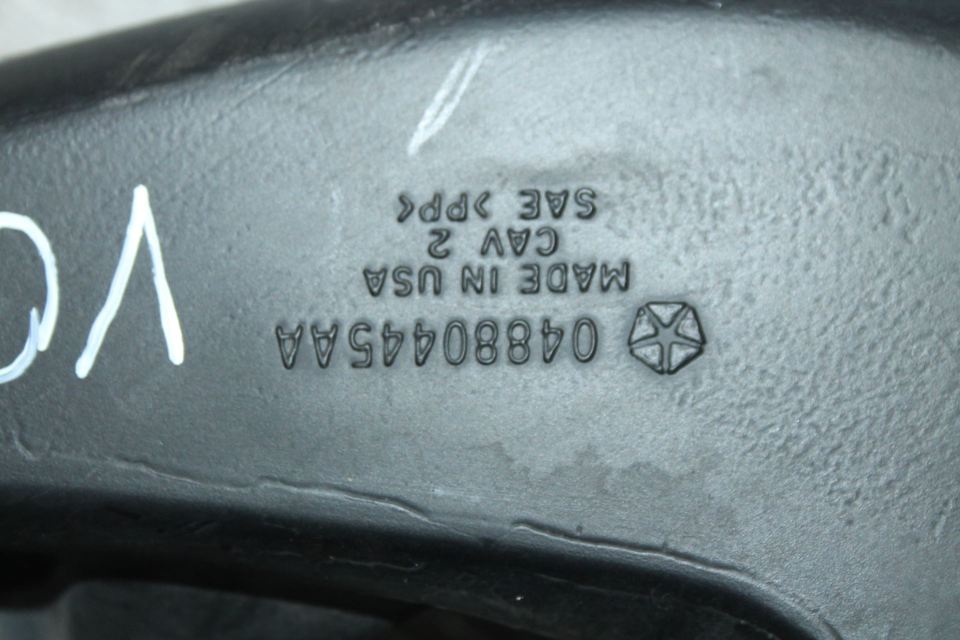 04880445AA
MADE IN USA
CAV 2
SAE >PP<